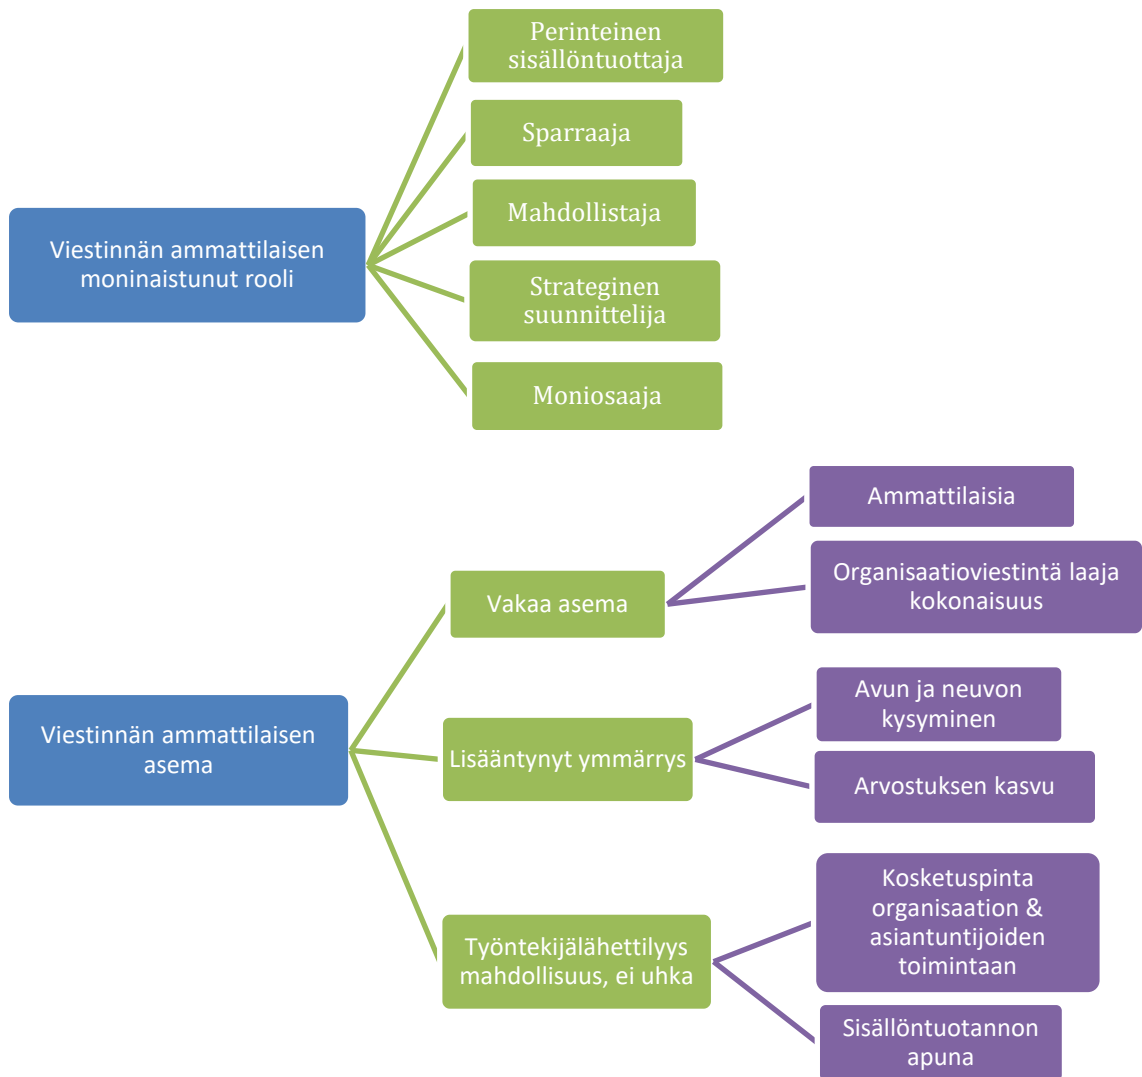 Perinteinen
sisällöntuottaja
Sparraaja
Mahdollistaja
Viestinnän ammattilaisen
moninaistunut rooli
Strateginen
suunnittelija
Moniosaaja
Ammattilaisia
Organisaatioviestintä laaja
kokonaisuus
Vakaa asema
Avun ja neuvon
kysyminen
Viestinnän ammattilaisen
asema
Lisääntynyt ymmärrys
Arvostuksen kasvu
Kosketuspinta
organisaation &
asiantuntijoiden
toimintaan
Työntekijälähettilyys
mahdollisuus, ei uhka
Sisällöntuotannon
apuna